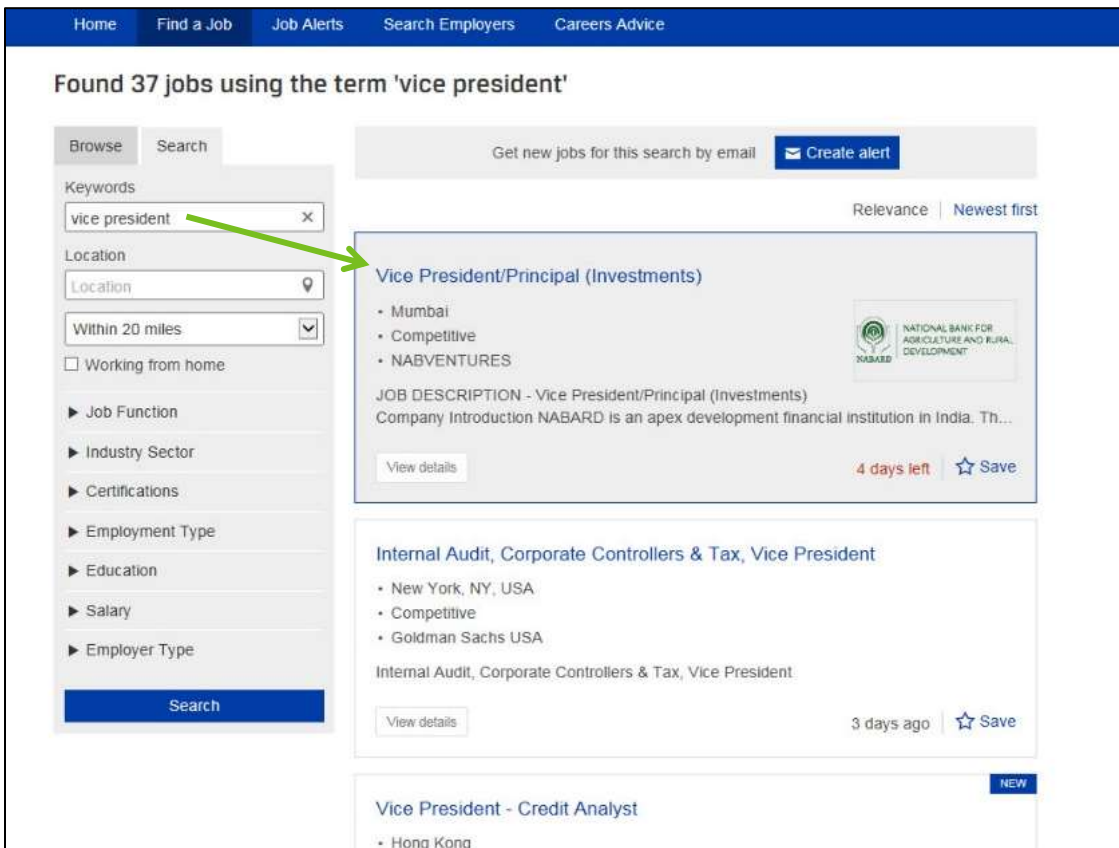 Home Find a Job Job Alerts Search Employers Careers Advice
Found 37 jobs using the term 'vice president'
Browse Search
Keywords
vice president
Location
Location
Within 20 miles
Working from home
Job Function
Industry Sector
Certifications
Employment Type
Education
Salary
Employer Type
Search
Get new jobs for this search by email Create alert
Relevance | Newest first
Vice President/Principal (Investments)
• Mumbai
• Competitive
• NABVENTURES
NABARD
NATIONAL BANK FOR
AGRICULTURE AND RURAL
DEVELOPMENT
JOB DESCRIPTION - Vice President/Principal (Investments)
Company Introduction NABARD is an apex development financial institution in India. Th...
View details 4 days left Save
Internal Audit, Corporate Controllers & Tax, Vice President
• New York, NY, USA
• Competitive
• Goldman Sachs USA
Internal Audit, Corporate Controllers & Tax, Vice President
View details 3 days ago Save
NEW
Vice President - Credit Analyst
• Hong Kong